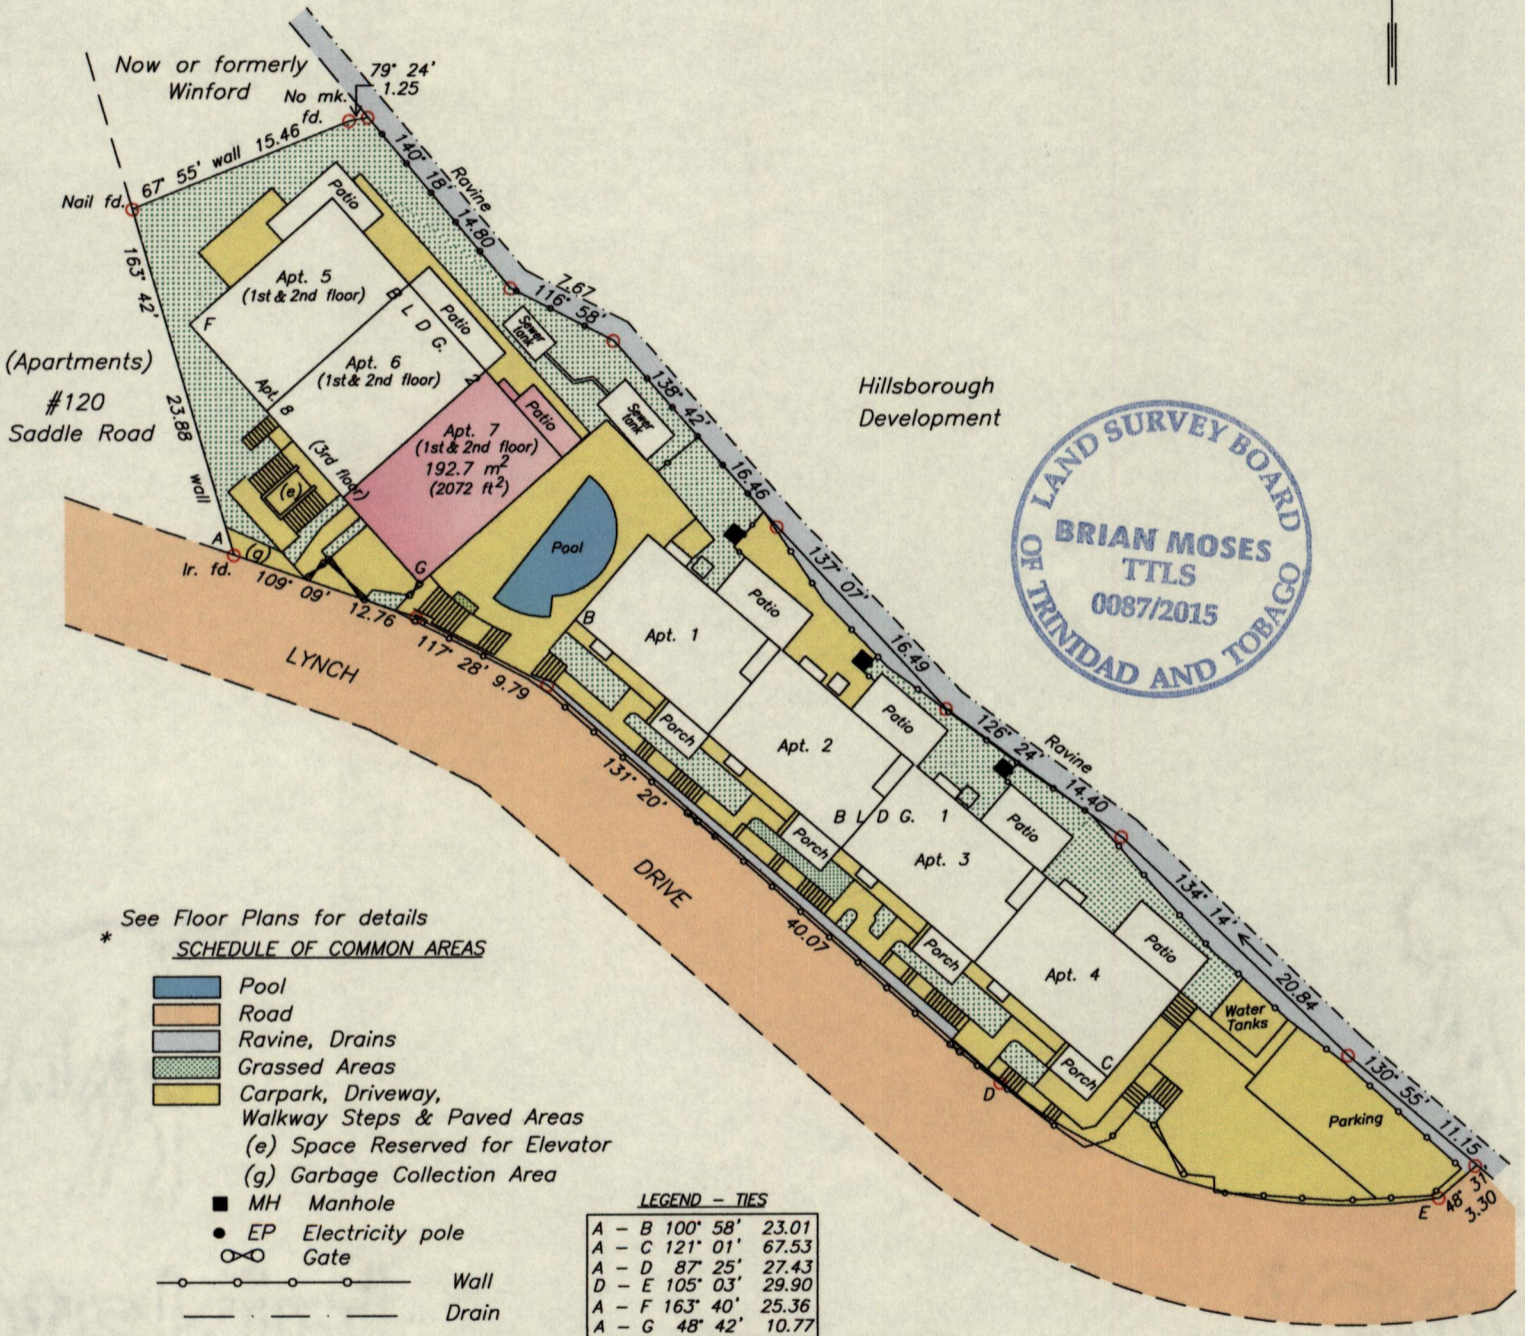 Now or formerly
Winford
79° 24'
1.25
No mk.
fd.
67° 55' wall 15.46
Nail fd.
140° 18' 14.80
Ravine
7.67
116° 58'
163° 42'
23.88
wall
(Apartments)
#120
Saddle Road
Patio
Apt. 5
(1st & 2nd floor)
F
BLDG. 2
Patio
Apt. 6
(1st & 2nd floor)
Apt. 8
(3rd floor)
Sewer
tank
Sewer
tank
138° 42'
16.46
Patio
Apt. 7
(1st & 2nd floor)
192.7 m²
(2072 ft²)
(e)
Hillsborough
Development
LAND SURVEY BOARD
OF TRINIDAD AND TOBAGO
BRIAN MOSES
TTLS
0087/2015
A
(g)
Ir. fd.
109° 09' 12.76
G
117° 28' 9.79
Pool
B
137° 07'
16.49
Patio
Apt. 1
Porch
LYNCH
DRIVE
131° 20'
40.07
Patio
Apt. 2
Porch
126° 24'
14.40
Ravine
BLDG. 1
Patio
Apt. 3
Porch
134° 14'
20.84
Patio
Apt. 4
Porch
C
D
Water
Tanks
130° 55'
11.15
Parking
E
48° 31'
3.30
See Floor Plans for details
*
SCHEDULE OF COMMON AREAS
Pool
Road
Ravine, Drains
Grassed Areas
Carpark, Driveway,
Walkway Steps & Paved Areas
(e) Space Reserved for Elevator
(g) Garbage Collection Area
MH Manhole
EP Electricity pole
Gate
Wall
Drain
LEGEND – TIES
A – B 100° 58' 23.01
A – C 121° 01' 67.53
A – D 87° 25' 27.43
D – E 105° 03' 29.90
A – F 163° 40' 25.36
A – G 48° 42' 10.77